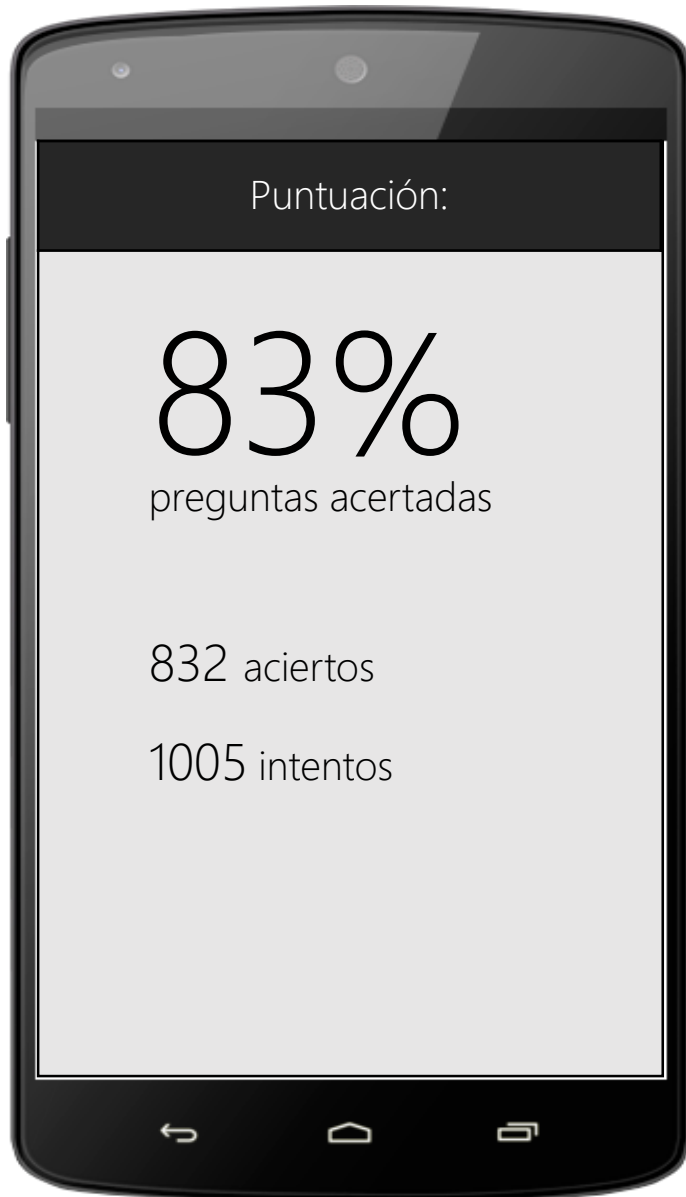 Puntuación:
83%
preguntas acertadas
832 aciertos
1005 intentos